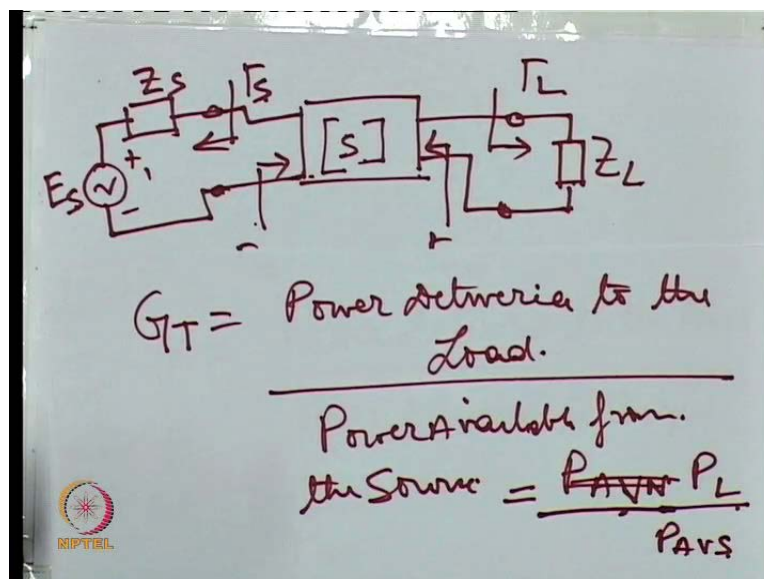 Zs Γs ΓL
Es + - [S] ZL
GT = Power Delivered to the
Load.
Power Available from
the Source = PAVN PL
PAVS
NPTEL